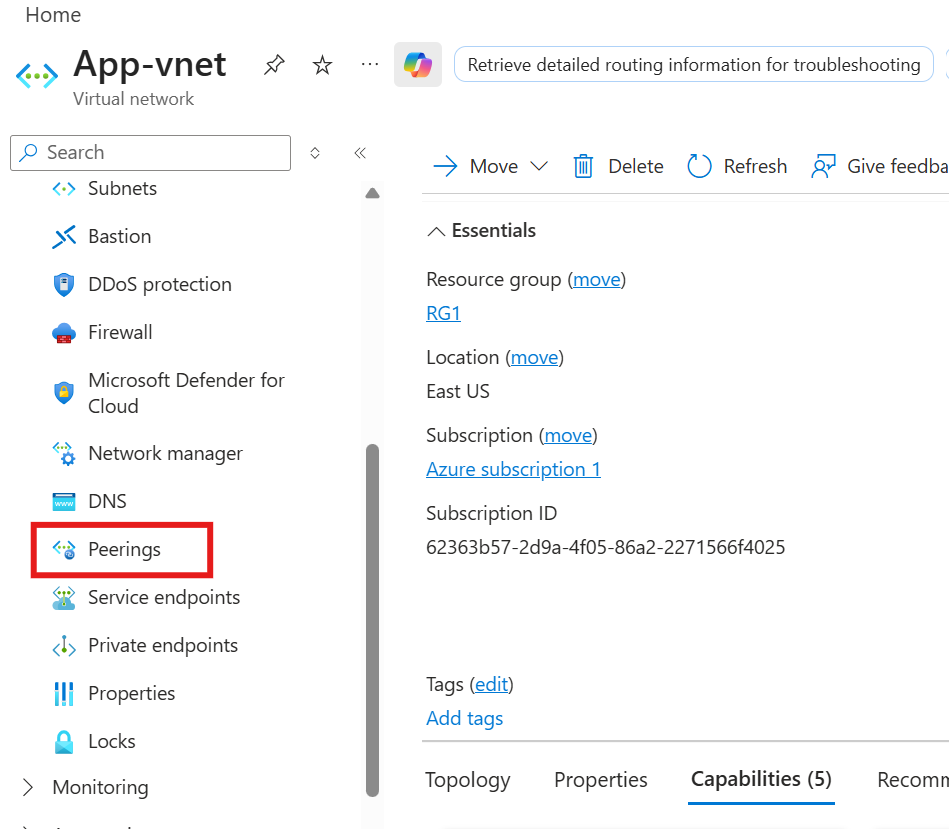 Home
App-vnet
Virtual network
Retrieve detailed routing information for troubleshooting
Search
Subnets
Bastion
DDoS protection
Firewall
Microsoft Defender for
Cloud
Network manager
DNS
Peerings
Service endpoints
Private endpoints
Properties
Locks
Monitoring
Move
Delete
Refresh
Give feedba
Essentials
Resource group (move)
RG1
Location (move)
East US
Subscription (move)
Azure subscription 1
Subscription ID
62363b57-2d9a-4f05-86a2-2271566f4025
Tags (edit)
Add tags
Topology
Properties
Capabilities (5)
Recomm